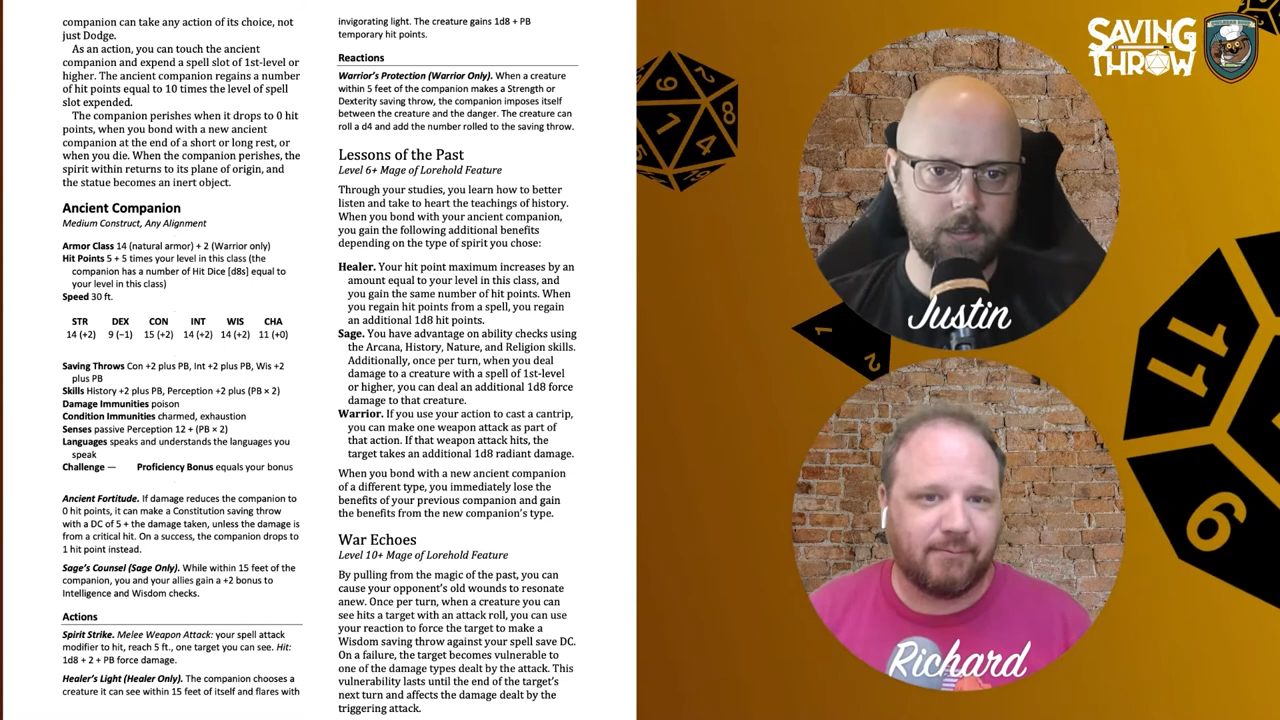 companion can take any action of its choice, not
just Dodge.
As an action, you can touch the ancient
companion and expend a spell slot of 1st-level or
higher. The ancient companion regains a number
of hit points equal to 10 times the level of spell
slot expended.
The companion perishes when it drops to 0 hit
points, when you bond with a new ancient
companion at the end of a short or long rest, or
when you die. When the companion perishes, the
spirit within returns to its plane of origin, and
the statue becomes an inert object.
Ancient Companion
Medium Construct, Any Alignment
Armor Class 14 (natural armor) + 2 (Warrior only)
Hit Points 5 + 5 times your level in this class (the
companion has a number of Hit Dice [d8s] equal to
your level in this class)
Speed 30 ft.
STR DEX CON INT WIS CHA
14 (+2) 9 (−1) 15 (+2) 14 (+2) 14 (+2) 11 (+0)
Saving Throws Con +2 plus PB, Int +2 plus PB, Wis +2
plus PB
Skills History +2 plus PB, Perception +2 plus (PB × 2)
Damage Immunities poison
Condition Immunities charmed, exhaustion
Senses passive Perception 12 + (PB × 2)
Languages speaks and understands the languages you
speak
Challenge — Proficiency Bonus equals your bonus
Ancient Fortitude. If damage reduces the companion to
0 hit points, it can make a Constitution saving throw
with a DC of 5 + the damage taken, unless the damage is
from a critical hit. On a success, the companion drops to
1 hit point instead.
Sage's Counsel (Sage Only). While within 15 feet of the
companion, you and your allies gain a +2 bonus to
Intelligence and Wisdom checks.
Actions
Spirit Strike. Melee Weapon Attack: your spell attack
modifier to hit, reach 5 ft., one target you can see. Hit:
1d8 + 2 + PB force damage.
Healer's Light (Healer Only). The companion chooses a
creature it can see within 15 feet of itself and flares with
invigorating light. The creature gains 1d8 + PB
temporary hit points.
Reactions
Warrior's Protection (Warrior Only). When a creature
within 5 feet of the companion makes a Strength or
Dexterity saving throw, the companion imposes itself
between the creature and the danger. The creature can
roll a d4 and add the number rolled to the saving throw.
Lessons of the Past
Level 6+ Mage of Lorehold Feature
Through your studies, you learn how to better
listen and take to heart the teachings of history.
When you bond with your ancient companion,
you gain the following additional benefits
depending on the type of spirit you chose:
Healer. Your hit point maximum increases by an
amount equal to your level in this class, and
you gain the same number of hit points. When
you regain hit points from a spell, you regain
an additional 1d8 hit points.
Sage. You have advantage on ability checks using
the Arcana, History, Nature, and Religion skills.
Additionally, once per turn, when you deal
damage to a creature with a spell of 1st-level
or higher, you can deal an additional 1d8 force
damage to that creature.
Warrior. If you use your action to cast a cantrip,
you can make one weapon attack as part of
that action. If that weapon attack hits, the
target takes an additional 1d8 radiant damage.
When you bond with a new ancient companion
of a different type, you immediately lose the
benefits of your previous companion and gain
the benefits from the new companion's type.
War Echoes
Level 10+ Mage of Lorehold Feature
By pulling from the magic of the past, you can
cause your opponent's old wounds to resonate
anew. Once per turn, when a creature you can
see hits a target with an attack roll, you can use
your reaction to force the target to make a
Wisdom saving throw against your spell save DC.
On a failure, the target becomes vulnerable to
one of the damage types dealt by the attack. This
vulnerability lasts until the end of the target's
next turn and affects the damage dealt by the
triggering attack.
SAVING
THROW
Justin
Richard
9
2
8
1
4
1
2
11
9